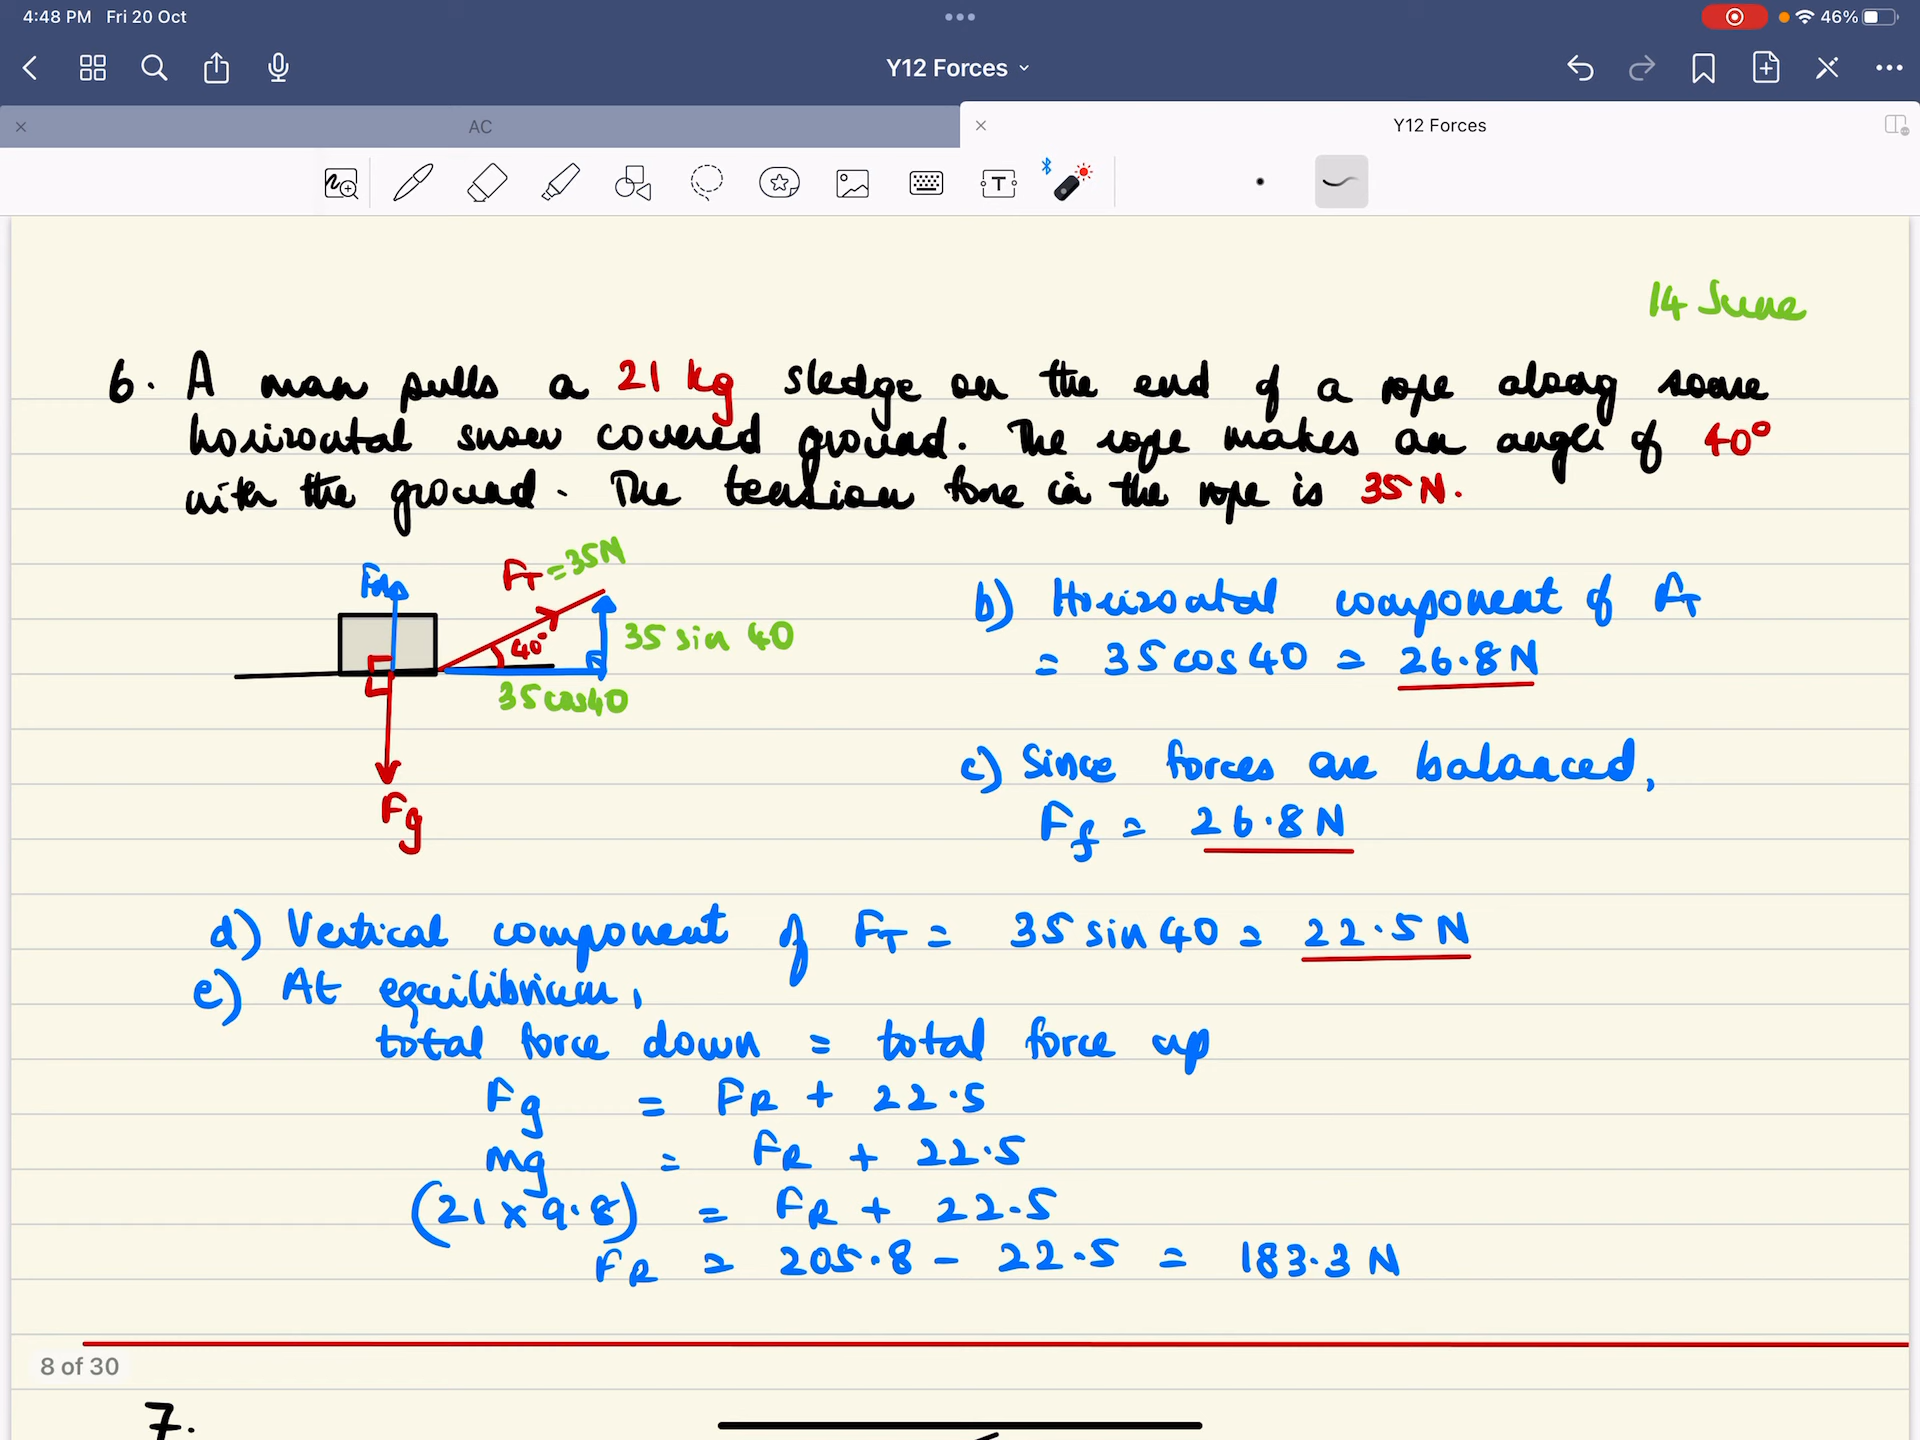 4:48 PM Fri 20 Oct
46%
Y12 Forces
AC
Y12 Forces
14 June
6. A man pulls a 21 kg sledge on the end of a rope along some
horizontal snow covered ground. The rope makes an angle of 40°
with the ground. The tension force in the rope is 35 N.
FT = 35N
40°
35 sin 40
35 cos 40
Fg
b) Horizontal component of FT
= 35 cos 40 = 26.8 N
c) Since forces are balanced,
Ff = 26.8 N
d) Vertical component of FT = 35 sin 40 = 22.5 N
e) At equilibrium,
total force down = total force up
Fg = FR + 22.5
mg = FR + 22.5
(21 x 9.8) = FR + 22.5
FR = 205.8 - 22.5 = 183.3 N
8 of 30
7.